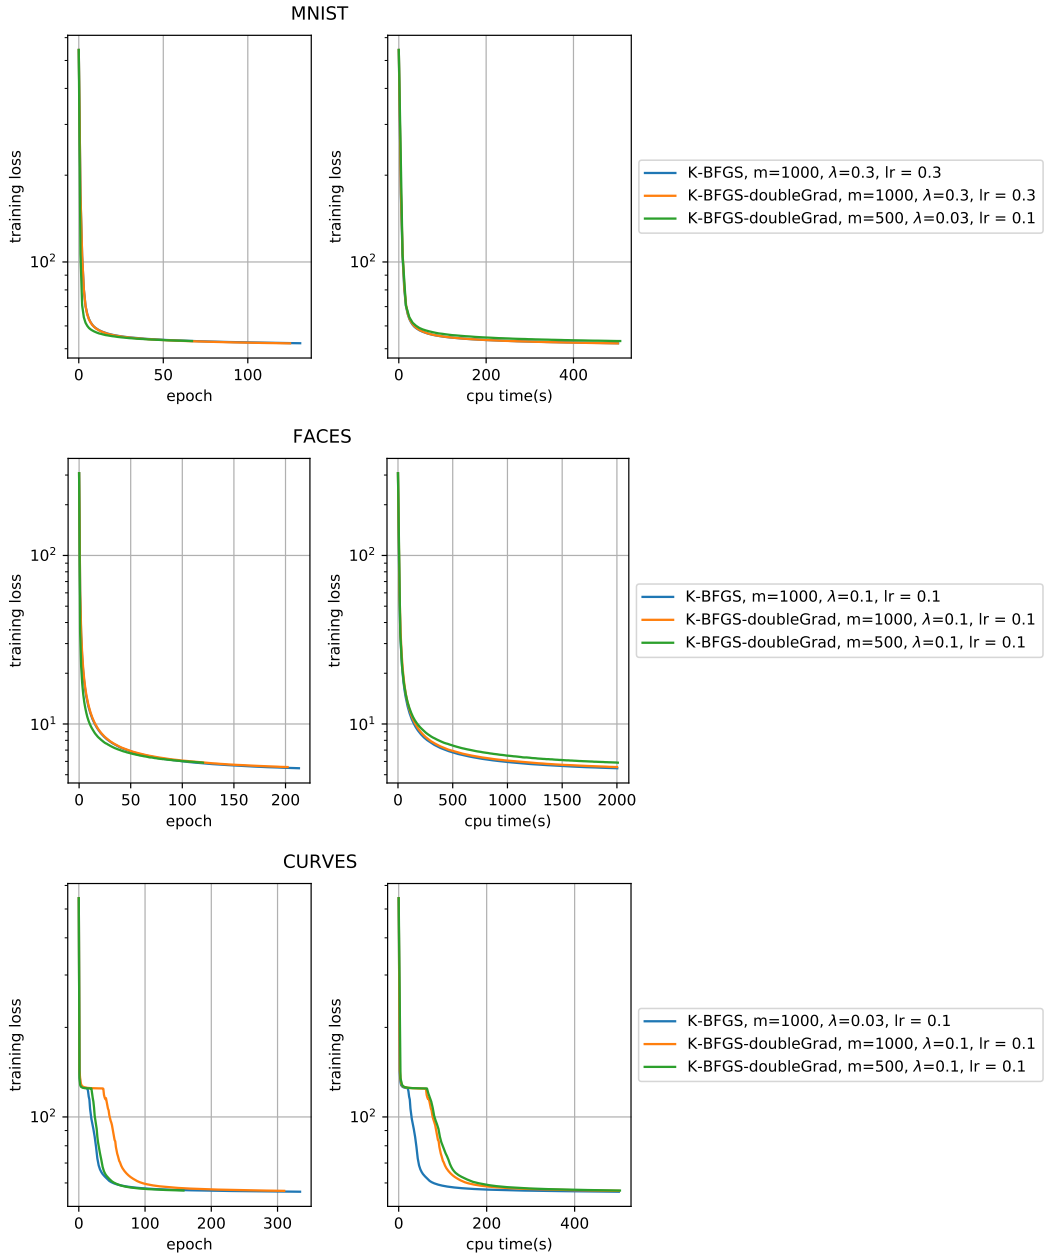 MNIST
training loss
10²
0 50 100
epoch
training loss
10²
0 200 400
cpu time(s)
K-BFGS, m=1000, λ=0.3, lr = 0.3
K-BFGS-doubleGrad, m=1000, λ=0.3, lr = 0.3
K-BFGS-doubleGrad, m=500, λ=0.03, lr = 0.1
FACES
training loss
10²
10¹
0 50 100 150 200
epoch
training loss
10²
10¹
0 500 1000 1500 2000
cpu time(s)
K-BFGS, m=1000, λ=0.1, lr = 0.1
K-BFGS-doubleGrad, m=1000, λ=0.1, lr = 0.1
K-BFGS-doubleGrad, m=500, λ=0.1, lr = 0.1
CURVES
training loss
10²
0 100 200 300
epoch
training loss
10²
0 200 400
cpu time(s)
K-BFGS, m=1000, λ=0.03, lr = 0.1
K-BFGS-doubleGrad, m=1000, λ=0.1, lr = 0.1
K-BFGS-doubleGrad, m=500, λ=0.1, lr = 0.1